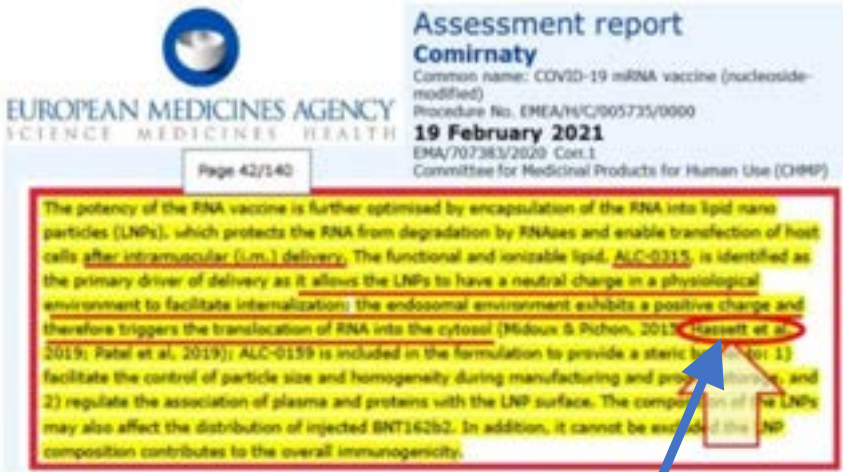 Assessment report
Comirnaty
Common name: COVID-19 mRNA vaccine (nucleoside-
modified)
EUROPEAN MEDICINES AGENCY
SCIENCE MEDICINES HEALTH
Procedure No. EMEA/H/C/005735/0000
19 February 2021
EMA/707383/2020 Corr.1
Committee for Medicinal Products for Human Use (CHMP)
Page 42/140
The potency of the RNA vaccine is further optimised by encapsulation of the RNA into lipid nano
particles (LNPs), which protects the RNA from degradation by RNAses and enable transfection of host
cells after intramuscular (i.m.) delivery. The functional and ionizable lipid, ALC-0315, is identified as
the primary driver of delivery as it allows the LNPs to have a neutral charge in a physiological
environment to facilitate internalization; the endosomal environment exhibits a positive charge and
therefore triggers the translocation of RNA into the cytosol (Midoux & Pichon, 2015; Hassett et al,
2019; Patel et al, 2019); ALC-0159 is included in the formulation to provide a steric to: 1)
facilitate the control of particle size and homogeneity during manufacturing and and
2) regulate the association of plasma and proteins with the LNP surface. The of the LNPs
may also affect the distribution of injected BNT162b2. In addition, it cannot be LNP
composition contributes to the overall immunogenicity.